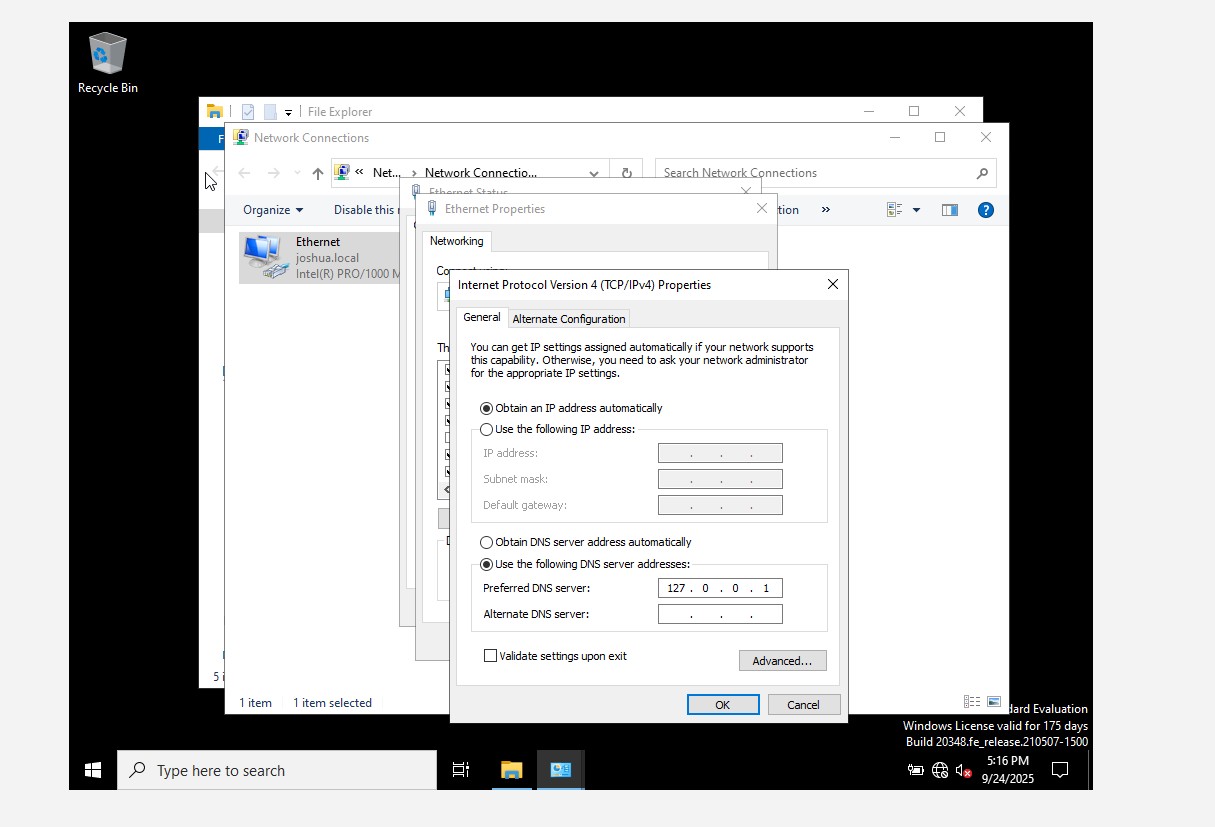 Recycle Bin
File Explorer
F
Network Connections
Net...
Network Connectio...
Search Network Connections
Ethernet Status
Organize
Disable this
Ethernet Properties
Ethernet
joshua.local
Intel(R) PRO/1000 M
Networking
Internet Protocol Version 4 (TCP/IPv4) Properties
General
Alternate Configuration
You can get IP settings assigned automatically if your network supports
this capability. Otherwise, you need to ask your network administrator
for the appropriate IP settings.
Obtain an IP address automatically
Use the following IP address:
IP address:
Subnet mask:
Default gateway:
Obtain DNS server address automatically
Use the following DNS server addresses:
Preferred DNS server:
127 . 0 . 0 . 1
Alternate DNS server:
Validate settings upon exit
Advanced...
OK
Cancel
1 item
1 item selected
dard Evaluation
Windows License valid for 175 days
Build 20348.fe_release.210507-1500
Type here to search
5:16 PM
9/24/2025